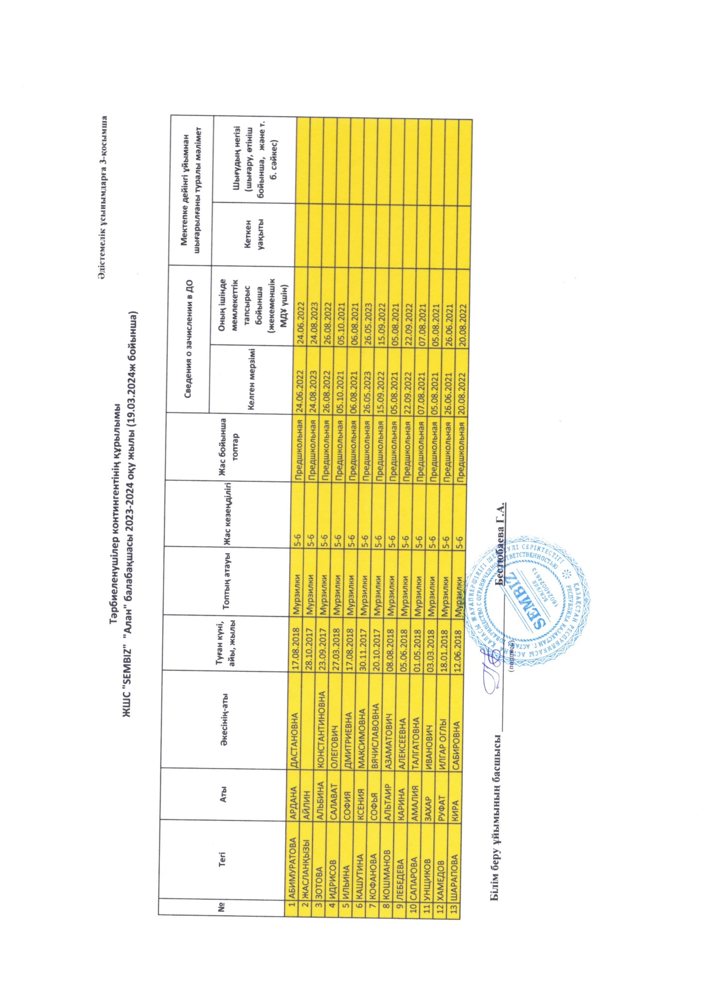 Әдістемелік ұсынымдарға 3-қосымша
Тәрбиеленушілер контингентінің құрылымы
ЖШС "SEMBIZ" "Алан" балабақшасы 2023-2024 оқу жылы (19.03.2024ж бойынша)
№ Тегі Аты Әкесінің-аты Туған күні, айы, жылы Топтың атауы Жас кезеңділігі Жас бойынша топтар Сведения о зачислении в ДО Мектепке дейінгі ұйымнан шығарылғаны туралы мәлімет
Келген мерзімі Оның ішінде мемлекеттік тапсырыс бойынша (жекеменшік МДҰ үшін) Кеткен уақыты Шығудың негізі (шығару, өтініш бойынша, және т. б. сәйкес)
1 АБИМУРАТОВА АРДАНА ДАСТАНОВНА 17.08.2018 Мурзилки 5-6 Предшкольная 24.06.2022 24.06.2022
2 ЖАСЛАНҚЫЗЫ АЙЛИН 28.10.2017 Мурзилки 5-6 Предшкольная 24.08.2023 24.08.2023
3 ЗОТОВА АЛЬБИНА КОНСТАНТИНОВНА 23.09.2017 Мурзилки 5-6 Предшкольная 26.08.2022 26.08.2022
4 ИДРИСОВ САЛАВАТ ОЛЕГОВИЧ 27.03.2018 Мурзилки 5-6 Предшкольная 05.10.2021 05.10.2021
5 ИЛЬИНА СОФИЯ ДМИТРИЕВНА 17.08.2018 Мурзилки 5-6 Предшкольная 06.08.2021 06.08.2021
6 КАШУТИНА КСЕНИЯ МАКСИМОВНА 30.11.2017 Мурзилки 5-6 Предшкольная 26.05.2023 26.05.2023
7 КОФАНОВА СОФЬЯ ВЯЧИСЛАВОВНА 20.10.2017 Мурзилки 5-6 Предшкольная 15.09.2022 15.09.2022
8 КОШМАНОВ АЛЬТАИР АЗАМАТОВИЧ 08.08.2018 Мурзилки 5-6 Предшкольная 05.08.2021 05.08.2021
9 ЛЕБЕДЕВА КАРИНА АЛЕКСЕЕВНА 05.06.2018 Мурзилки 5-6 Предшкольная 22.09.2022 22.09.2022
10 САПАРОВА АМАЛИЯ ТАЛГАТОВНА 01.05.2018 Мурзилки 5-6 Предшкольная 07.08.2021 07.08.2021
11 УНЩИКОВ ЗАХАР ИВАНОВИЧ 03.03.2018 Мурзилки 5-6 Предшкольная 05.08.2021 05.08.2021
12 ХАМЕДОВ РУФАТ ИЛГАР ОГЛЫ 18.01.2018 Мурзилки 5-6 Предшкольная 26.06.2021 26.06.2021
13 ШАРАПОВА КИРА САБИРОВНА 12.06.2018 Мурзилки 5-6 Предшкольная 20.08.2022 20.08.2022
Білім беру ұйымының басшысы Бестюбаева Г.А.
(подпись)
ҚАЗАҚСТАН РЕСПУБЛИКАСЫ АСТАНА ҚАЛАСЫ ЖАУАПКЕРШІЛІГІ ШЕКТЕУЛІ СЕРІКТЕСТІГІ
РЕСПУБЛИКА КАЗАХСТАН Г. АСТАНА ТОВАРИЩЕСТВО С ОГРАНИЧЕННОЙ ОТВЕТСТВЕННОСТЬЮ
SEMBIZ
БСН/БИН
180240024613